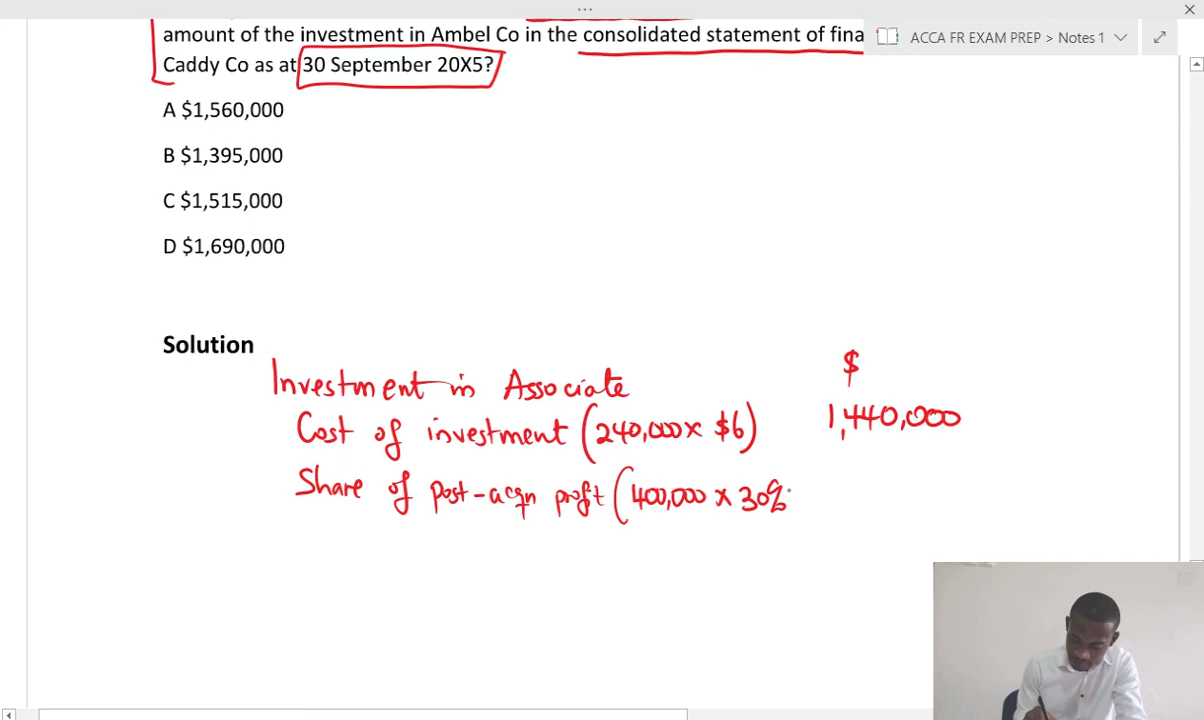 amount of the investment in Ambel Co in the consolidated statement of fina
ACCA FR EXAM PREP > Notes 1
Caddy Co as at 30 September 20X5?
A $1,560,000
B $1,395,000
C $1,515,000
D $1,690,000
Solution
$
Investment in Associate
Cost of investment (240,000 x $6) 1,440,000
Share of post-acqn profit (400,000 x 30%